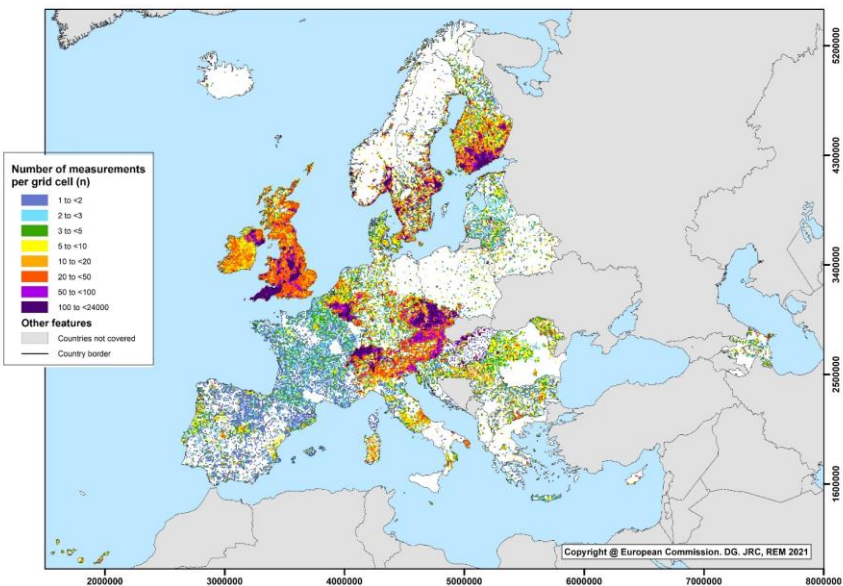 Number of measurements
per grid cell (n)
1 to <2
2 to <3
3 to <5
5 to <10
10 to <20
20 to <50
50 to <100
100 to <24000
Other features
Countries not covered
Country border
5200000
4300000
3400000
2500000
1600000
Copyright @ European Commission. DG. JRC, REM 2021
2000000 3000000 4000000 5000000 6000000 7000000 8000000